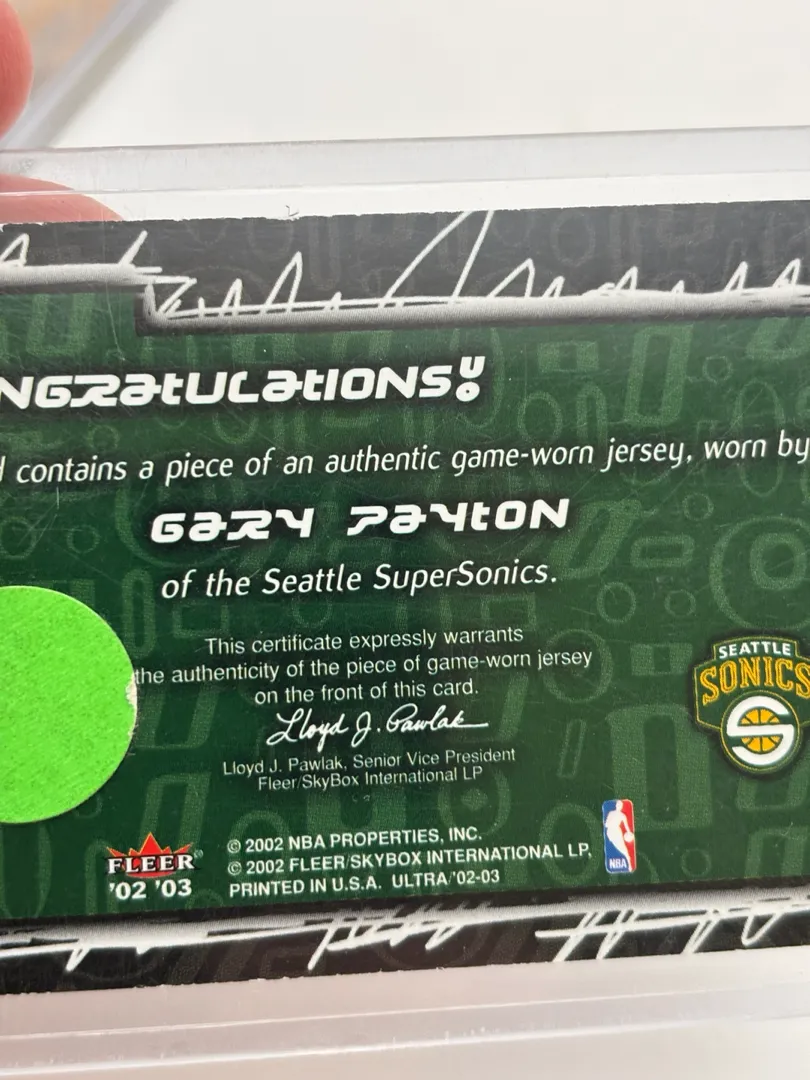 NGRatULatIONS!
contains a piece of an authentic game-worn jersey, worn by
GaRY PaYtON
of the Seattle SuperSonics.
This certificate expressly warrants
the authenticity of the piece of game-worn jersey
on the front of this card.
Lloyd J. Pawlak
Lloyd J. Pawlak, Senior Vice President
Fleer/SkyBox International LP
SEATTLE
SONICS
FLEER®
'02 '03
© 2002 NBA PROPERTIES, INC.
© 2002 FLEER/SKYBOX INTERNATIONAL LP.
PRINTED IN U.S.A. ULTRA/'02-03
NBA